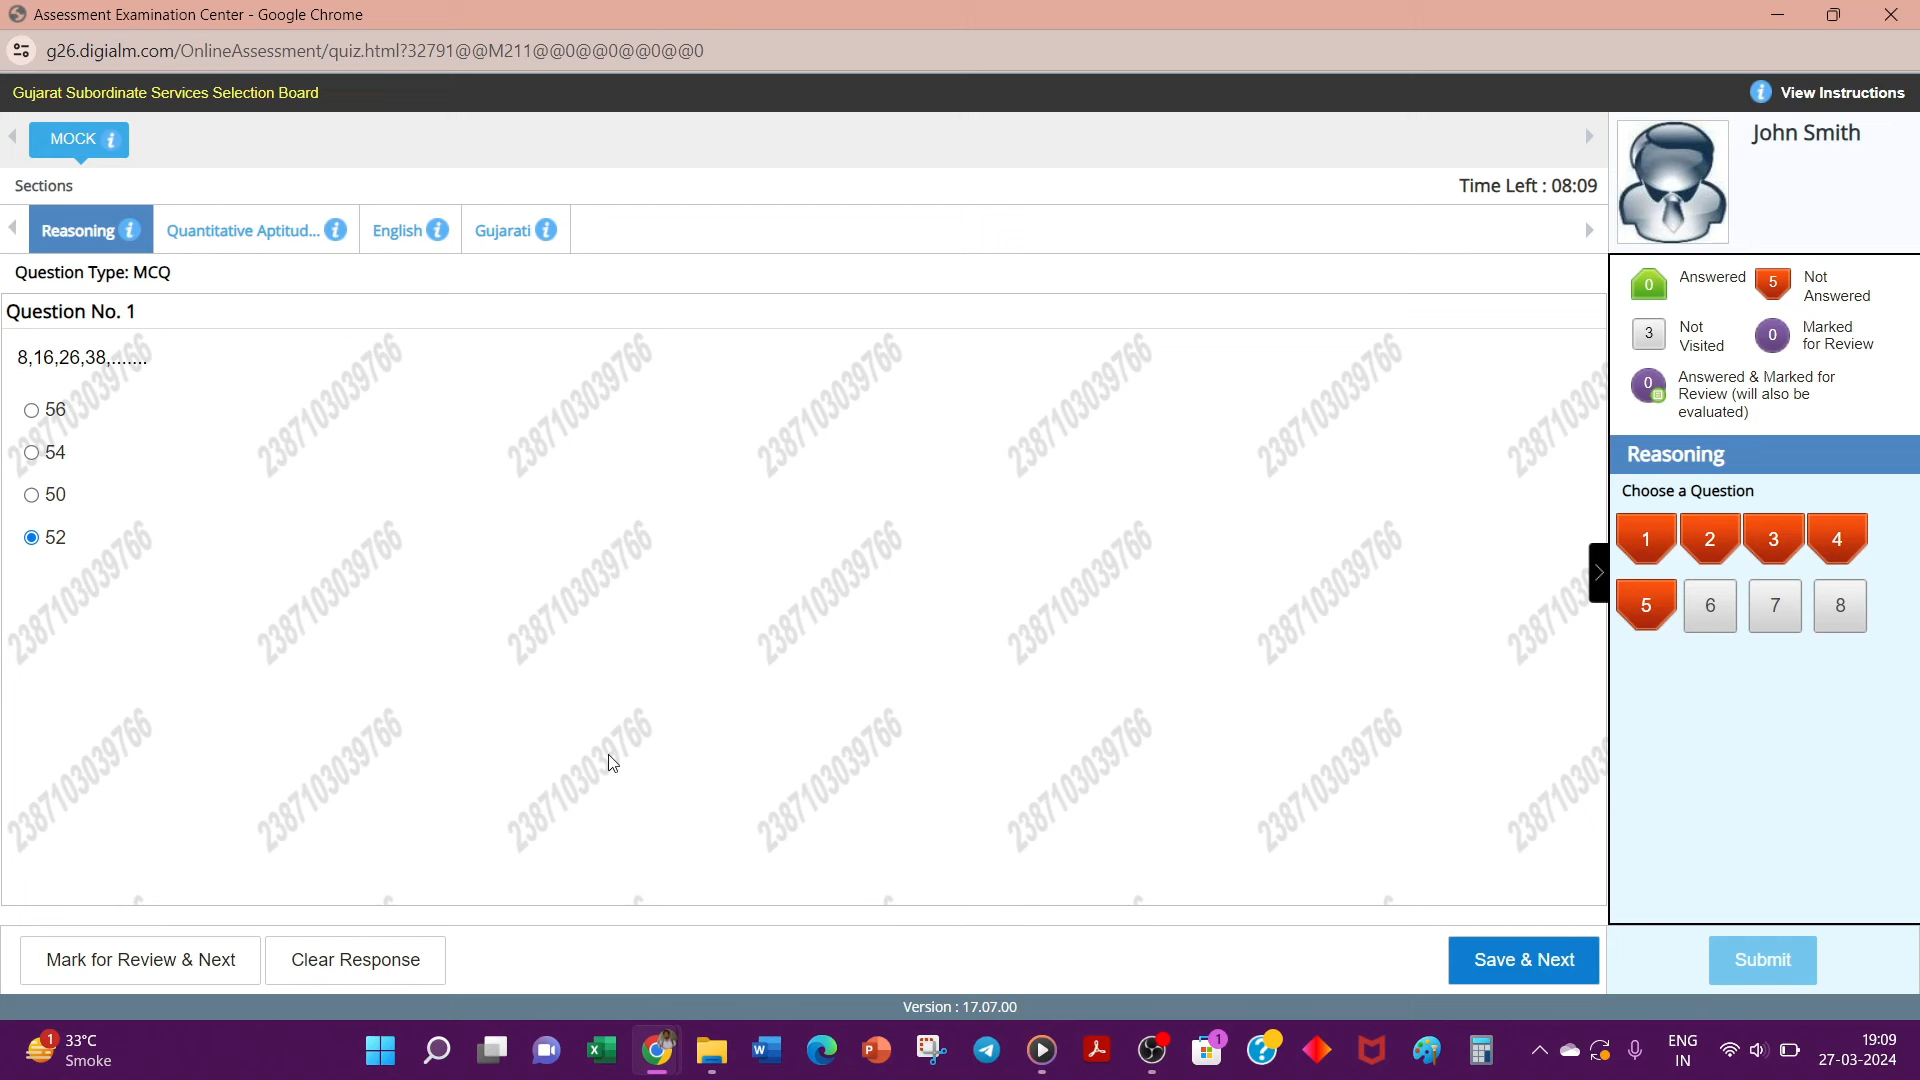 Assessment Examination Center - Google Chrome
g26.digialm.com/OnlineAssessment/quiz.html?32791@@M211@@0@@0@@0@@0
Gujarat Subordinate Services Selection Board
View Instructions
MOCK
John Smith
Sections
Time Left : 08:09
Reasoning
Quantitative Aptitud...
English
Gujarati
Question Type: MCQ
Question No. 1
8,16,26,38,.......
56
54
50
52
2387103039766
0 Answered
5 Not Answered
3 Not Visited
0 Marked for Review
0 Answered & Marked for Review (will also be evaluated)
Reasoning
Choose a Question
1 2 3 4
5 6 7 8
Mark for Review & Next
Clear Response
Save & Next
Submit
Version : 17.07.00
1
33°C
Smoke
1
ENG
IN
19:09
27-03-2024